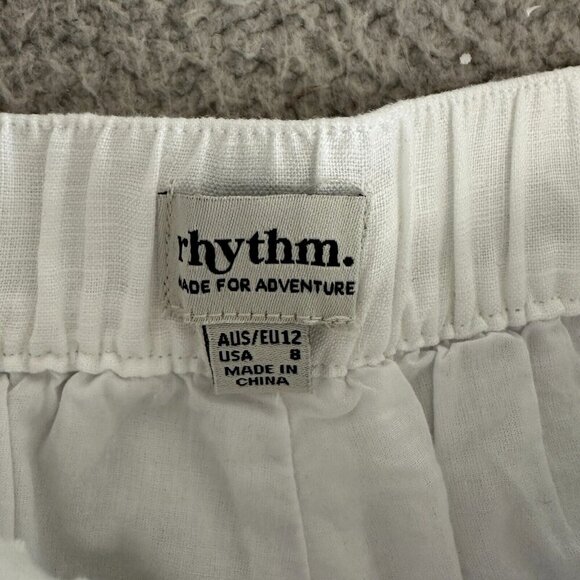 rhythm.
MADE FOR ADVENTURE
AUS/EU12
USA 8
MADE IN
CHINA